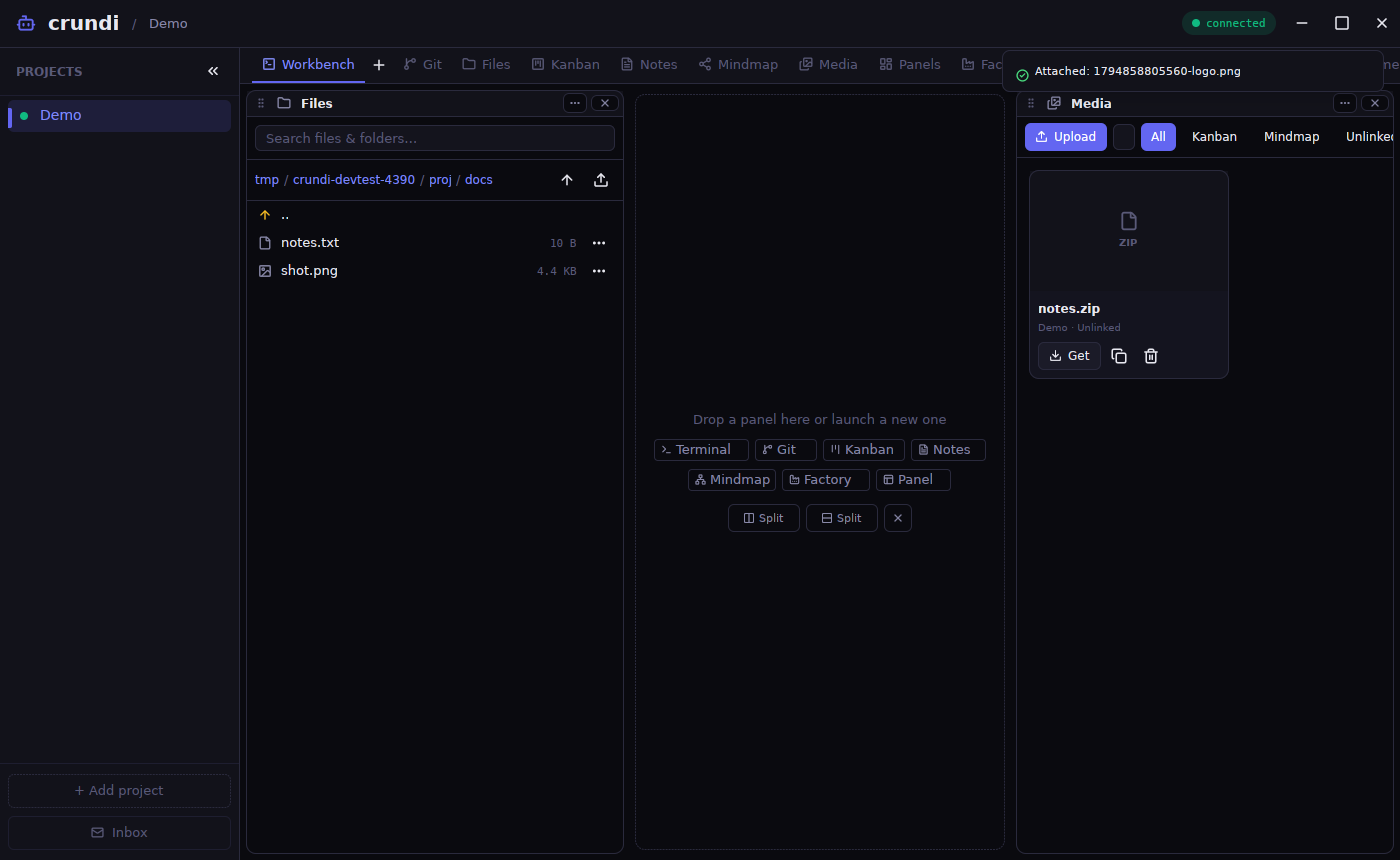 crundi / Demo
connected
PROJECTS
Demo
+ Add project
Inbox
Workbench
Git
Files
Kanban
Notes
Mindmap
Media
Panels
Fac
me
Attached: 1794858805560-logo.png
Files
Search files & folders...
tmp / crundi-devtest-4390 / proj / docs
..
notes.txt 10 B
shot.png 4.4 KB
Drop a panel here or launch a new one
Terminal Git Kanban Notes
Mindmap Factory Panel
Split Split
Media
Upload All Kanban Mindmap Unlinked
ZIP
notes.zip
Demo · Unlinked
Get